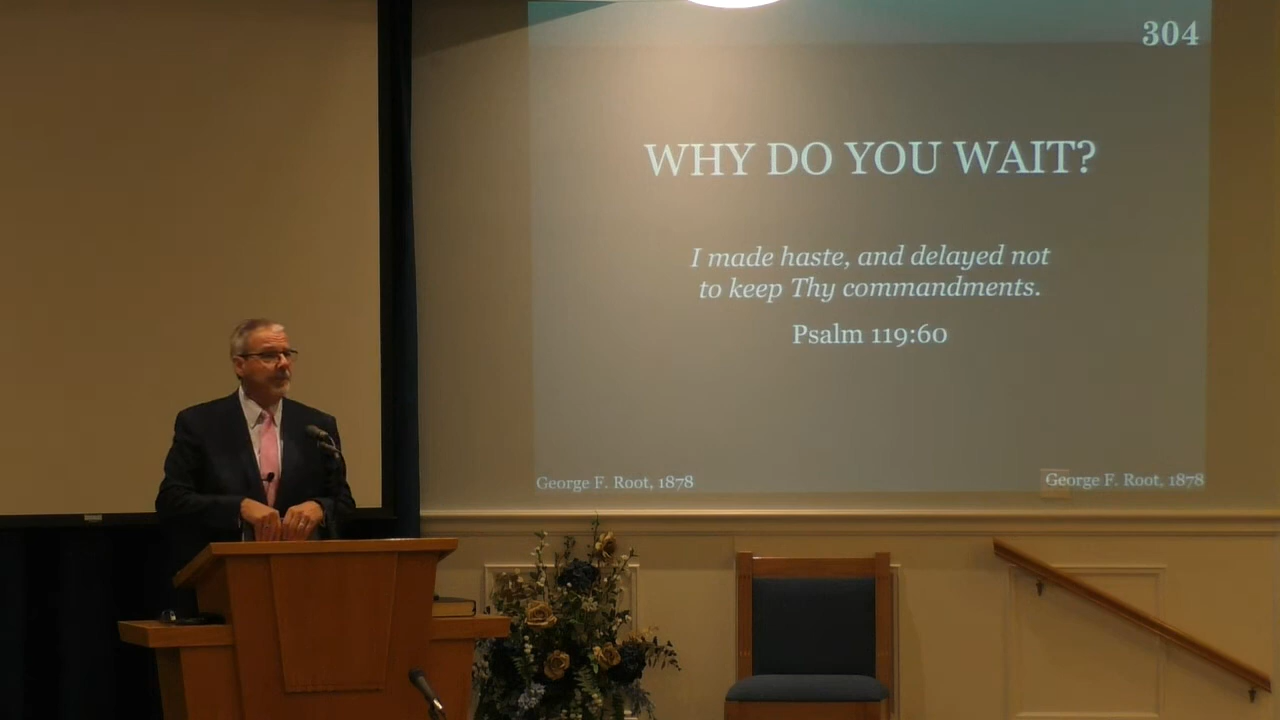 304
WHY DO YOU WAIT?
I made haste, and delayed not
to keep Thy commandments.
Psalm 119:60
George F. Root, 1878
George F. Root, 1878